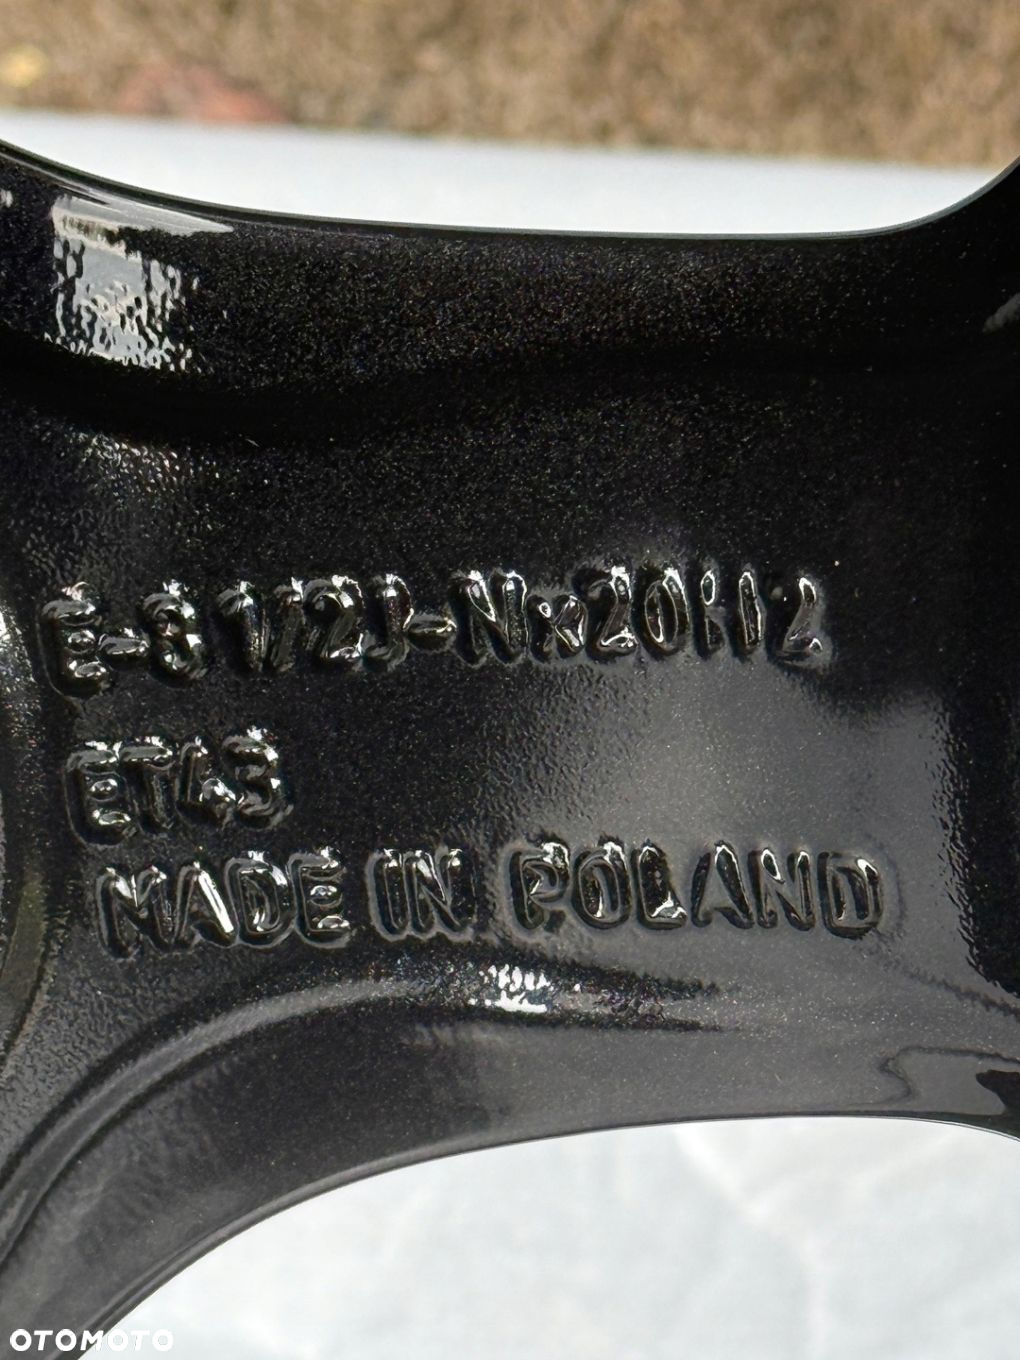 E-8 1/2J-Nx20H2
ET43
MADE IN POLAND
OTOMOTO